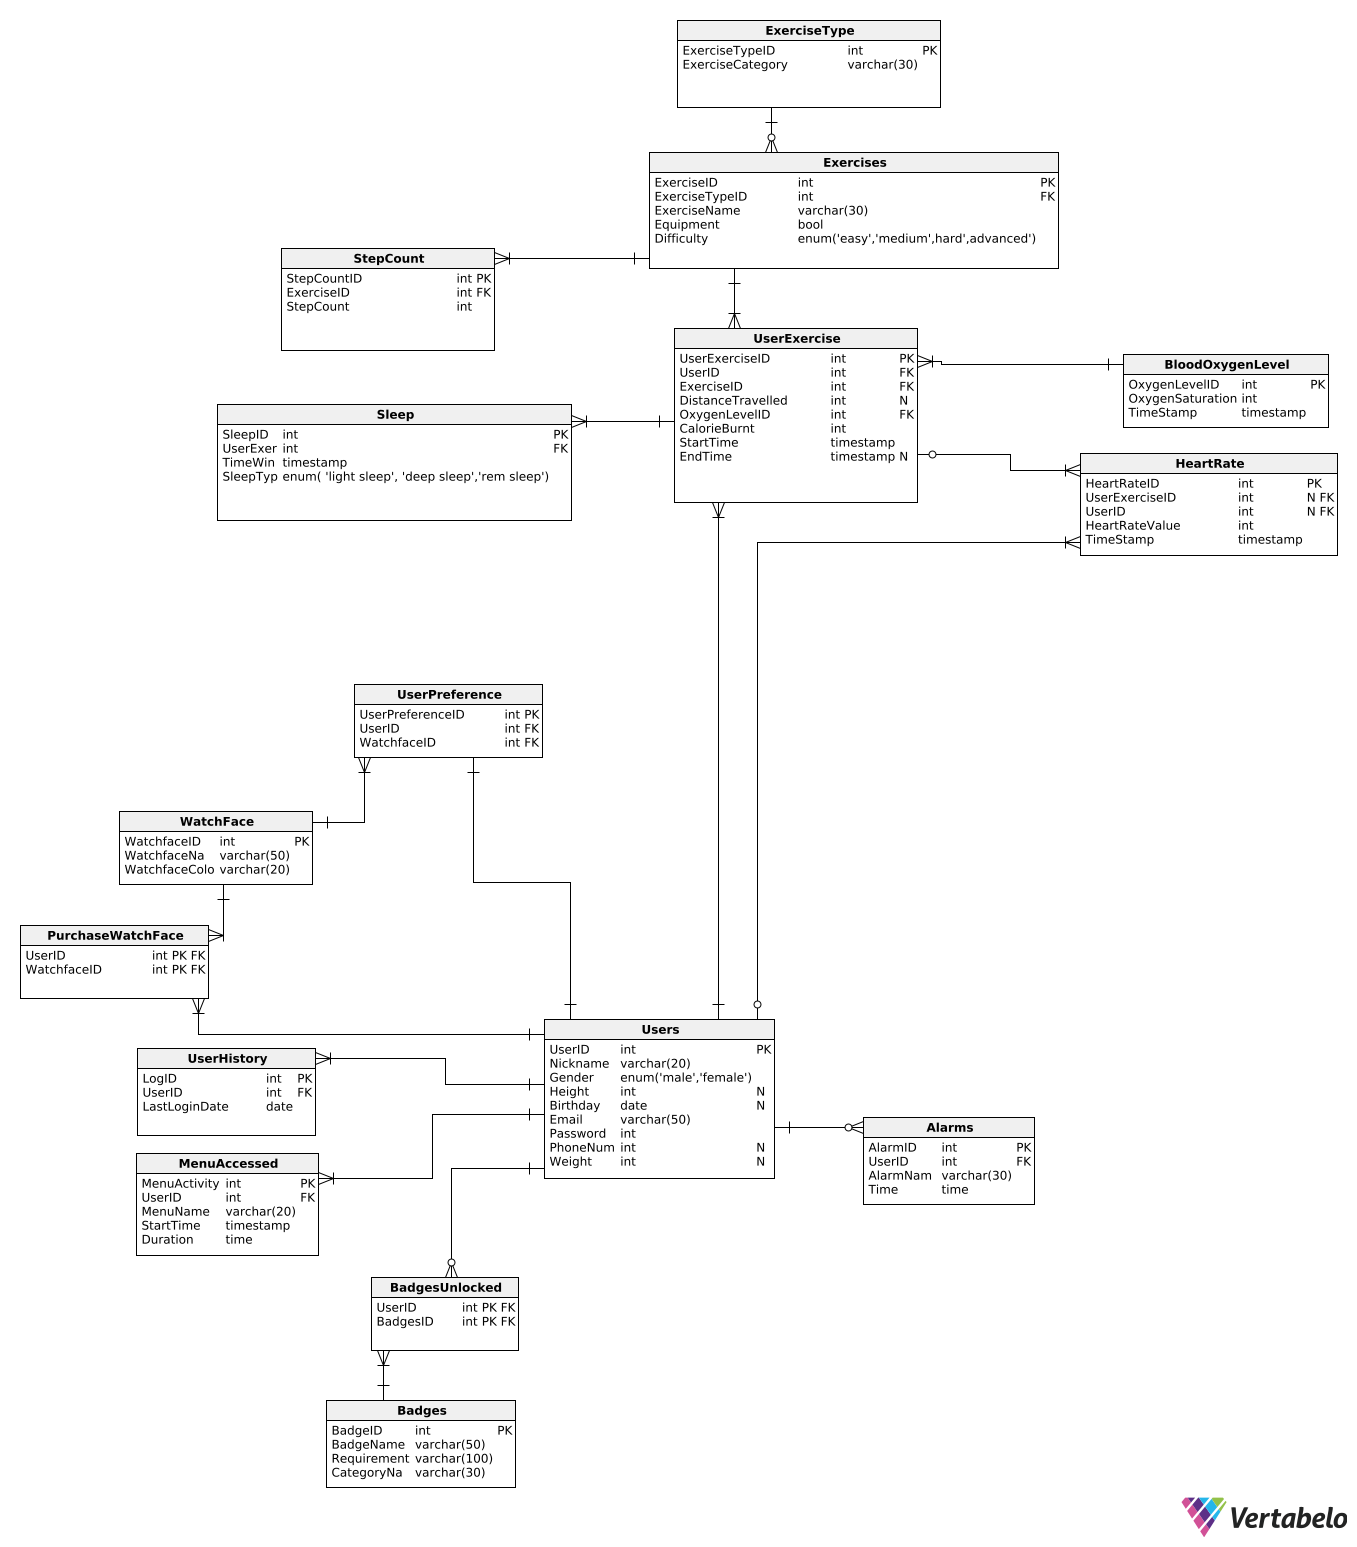 ExerciseType
ExerciseTypeID int PK
ExerciseCategory varchar(30)
Exercises
ExerciseID int PK
ExerciseTypeID int FK
ExerciseName varchar(30)
Equipment bool
Difficulty enum('easy','medium',hard',advanced')
StepCount
StepCountID int PK
ExerciseID int FK
StepCount int
UserExercise
UserExerciseID int PK
UserID int FK
ExerciseID int FK
DistanceTravelled int N
OxygenLevelID int FK
CalorieBurnt int
StartTime timestamp
EndTime timestamp N
BloodOxygenLevel
OxygenLevelID int PK
OxygenSaturation int
TimeStamp timestamp
Sleep
SleepID int PK
UserExer int FK
TimeWin timestamp
SleepTyp enum( 'light sleep', 'deep sleep','rem sleep')
HeartRate
HeartRateID int PK
UserExerciseID int N FK
UserID int N FK
HeartRateValue int
TimeStamp timestamp
UserPreference
UserPreferenceID int PK
UserID int FK
WatchfaceID int FK
WatchFace
WatchfaceID int PK
WatchfaceNa varchar(50)
WatchfaceColo varchar(20)
PurchaseWatchFace
UserID int PK FK
WatchfaceID int PK FK
Users
UserID int PK
Nickname varchar(20)
Gender enum('male','female')
Height int N
Birthday date N
Email varchar(50)
Password int
PhoneNum int N
Weight int N
UserHistory
LogID int PK
UserID int FK
LastLoginDate date
Alarms
AlarmID int PK
UserID int FK
AlarmNam varchar(30)
Time time
MenuAccessed
MenuActivity int PK
UserID int FK
MenuName varchar(20)
StartTime timestamp
Duration time
BadgesUnlocked
UserID int PK FK
BadgesID int PK FK
Badges
BadgeID int PK
BadgeName varchar(50)
Requirement varchar(100)
CategoryNa varchar(30)
Vertabelo